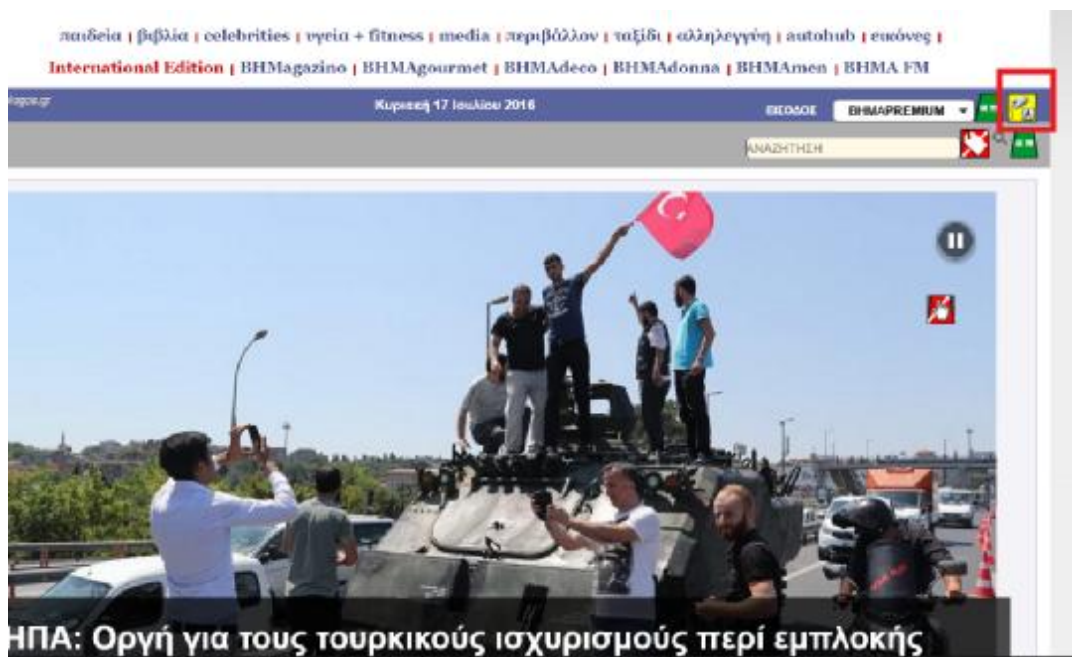 παιδεία | βιβλία | celebrities | υγεία + fitness | media | περιβάλλον | ταξίδι | αλληλεγγύη | autohub | εικόνες |
International Edition | BHMagazino | BHMAgourmet | BHMAdeco | BHMAdonna | BHMAmen | BHMA FM
Κυριακή 17 Ιουλίου 2016
ΕΙΣΟΔΟΣ BHMAPREMIUM
ΑΝΑΖΗΤΗΣΗ
ΗΠΑ: Οργή για τους τουρκικούς ισχυρισμούς περί εμπλοκής